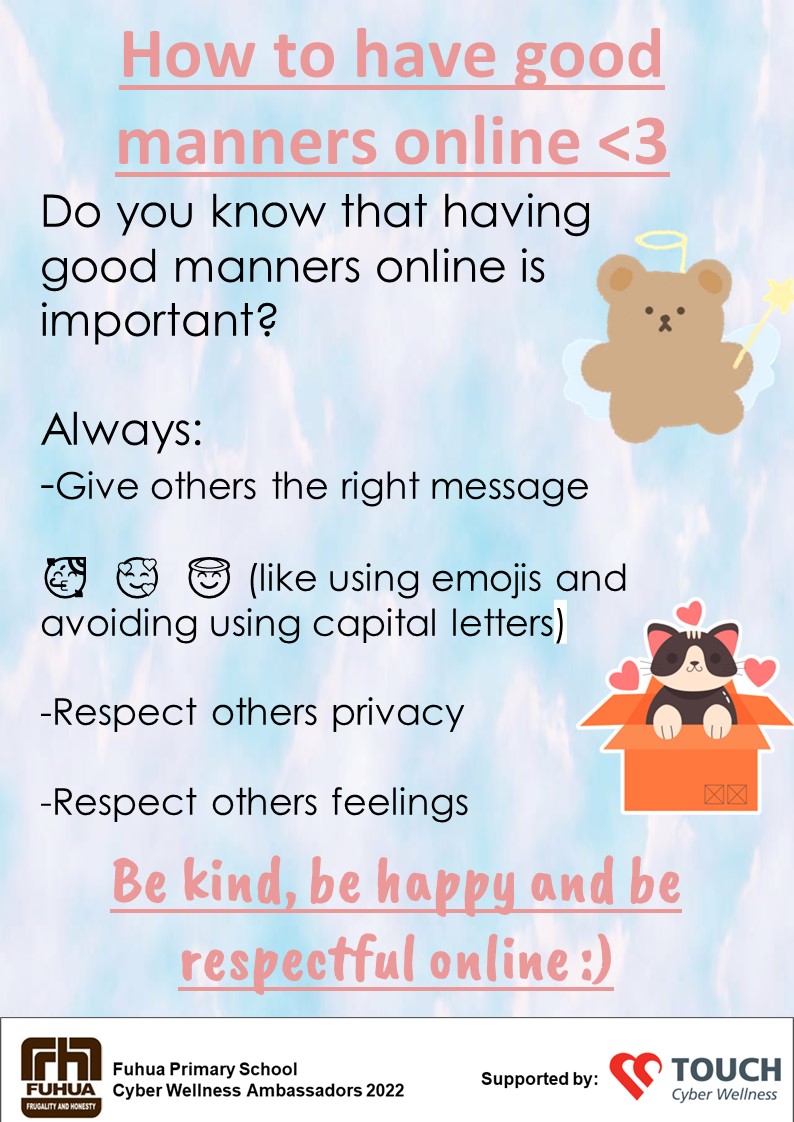 How to have good
manners online <3
Do you know that having
good manners online is
important?
Always:
-Give others the right message
🥳 🥰 😇 (like using emojis and
avoiding using capital letters)
-Respect others privacy
-Respect others feelings
Be kind, be happy and be
respectful online :)
FUHUA
FRUGALITY AND HONESTY
Fuhua Primary School
Cyber Wellness Ambassadors 2022
Supported by:
TOUCH
Cyber Wellness